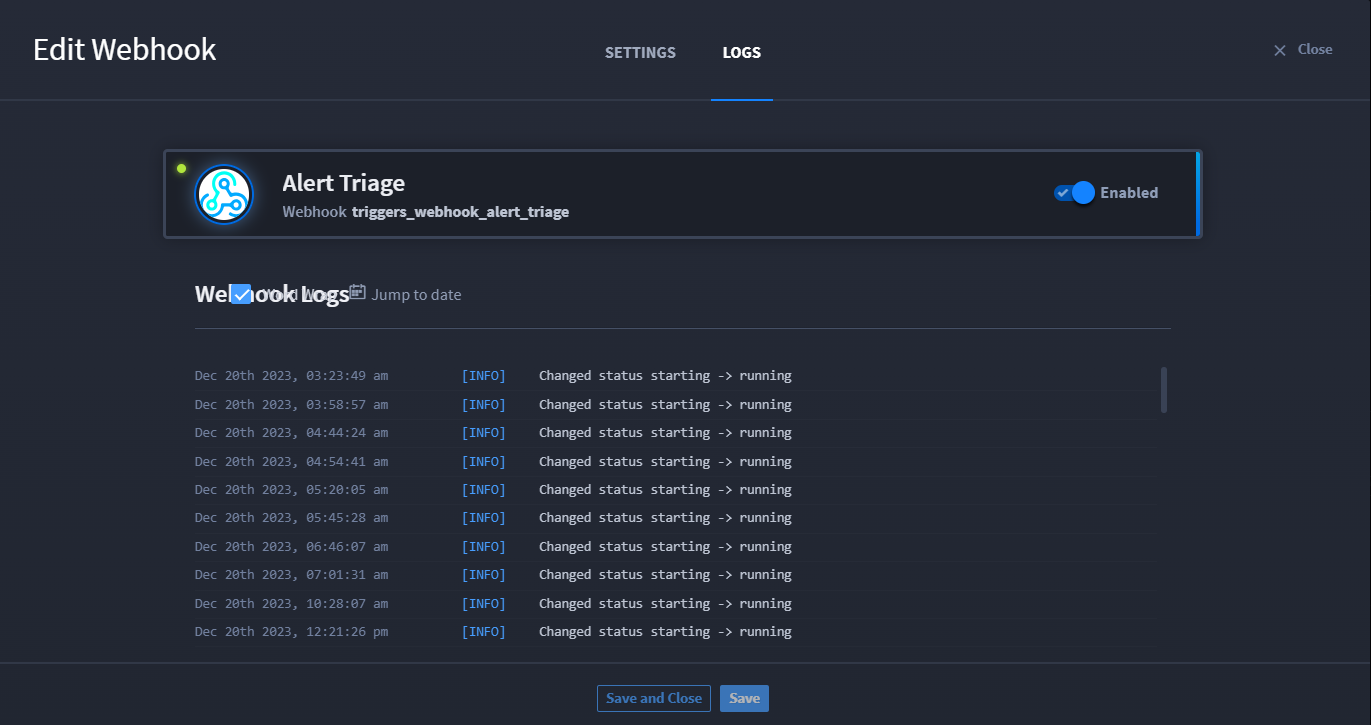 Edit Webhook
SETTINGS
LOGS
Close
Alert Triage
Webhook triggers_webhook_alert_triage
Enabled
Webhook Logs
Word Wrap
Jump to date
Dec 20th 2023, 03:23:49 am [INFO] Changed status starting -> running
Dec 20th 2023, 03:58:57 am [INFO] Changed status starting -> running
Dec 20th 2023, 04:44:24 am [INFO] Changed status starting -> running
Dec 20th 2023, 04:54:41 am [INFO] Changed status starting -> running
Dec 20th 2023, 05:20:05 am [INFO] Changed status starting -> running
Dec 20th 2023, 05:45:28 am [INFO] Changed status starting -> running
Dec 20th 2023, 06:46:07 am [INFO] Changed status starting -> running
Dec 20th 2023, 07:01:31 am [INFO] Changed status starting -> running
Dec 20th 2023, 10:28:07 am [INFO] Changed status starting -> running
Dec 20th 2023, 12:21:26 pm [INFO] Changed status starting -> running
Save and Close
Save